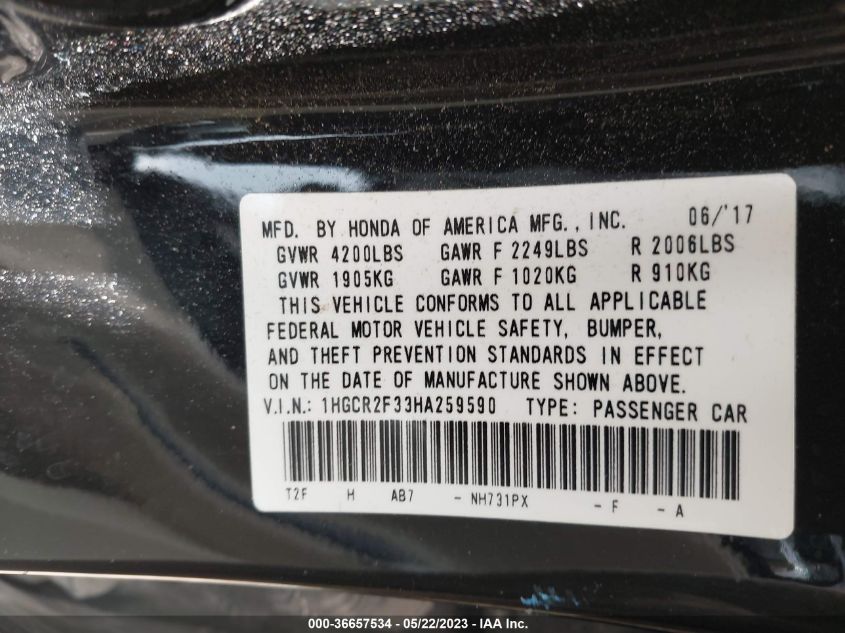 MFD. BY HONDA OF AMERICA MFG., INC. 06/'17
GVWR 4200LBS GAWR F 2249LBS R 2006LBS
GVWR 1905KG GAWR F 1020KG R 910KG
THIS VEHICLE CONFORMS TO ALL APPLICABLE
FEDERAL MOTOR VEHICLE SAFETY, BUMPER,
AND THEFT PREVENTION STANDARDS IN EFFECT
ON THE DATE OF MANUFACTURE SHOWN ABOVE.
V.I.N.: 1HGCR2F33HA259590 TYPE: PASSENGER CAR
T2F H AB7 - NH731PX - F - A
000-36657534 - 05/22/2023 - IAA Inc.